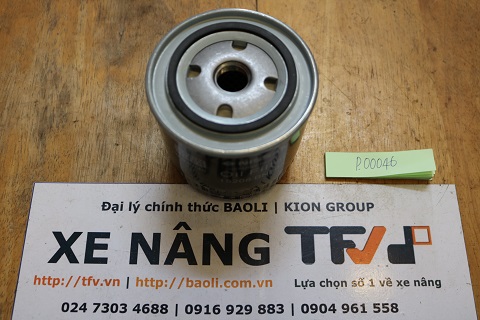 P.00046
Đại lý chính thức BAOLI | KION GROUP
XE NÂNG TFV
http://tfv.vn | http://baoli.com.vn
Lựa chọn số 1 về xe nâng
024 7303 4688 | 0916 929 883 | 0904 961 558